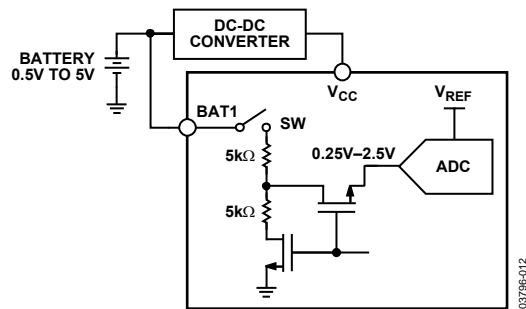 DC-DC
CONVERTER
BATTERY
0.5V TO 5V
VCC
VREF
BAT1
SW
5kΩ
0.25V–2.5V
ADC
5kΩ
03796-012